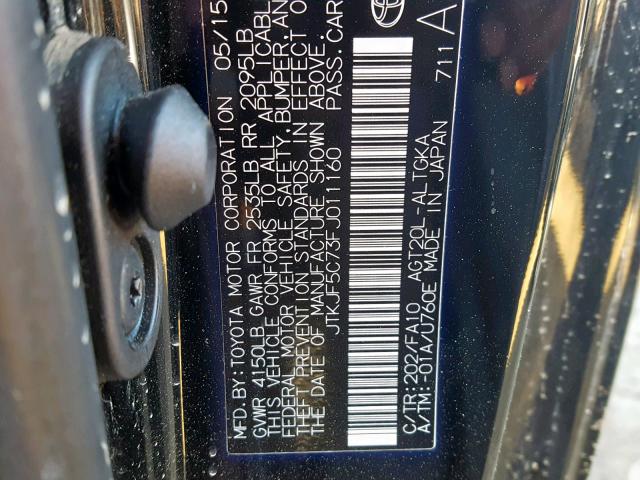 MFD.BY:TOYOTA MOTOR CORPORATION 05/15
GVWR 4150LB GAWR FR 2535LB RR 2095LB
THIS VEHICLE CONFORMS TO ALL APPLICABL
FEDERAL MOTOR VEHICLE SAFETY, BUMPER, AN
THEFT PREVENTION STANDARDS IN EFFECT O
THE DATE OF MANUFACTURE SHOWN ABOVE.
JTKJF5C73FJ011160 PASS.CAR
C/TR:202/FA10 AGT20L-ALTGKA
A/TM:-01A/U760E MADE IN JAPAN
711 A